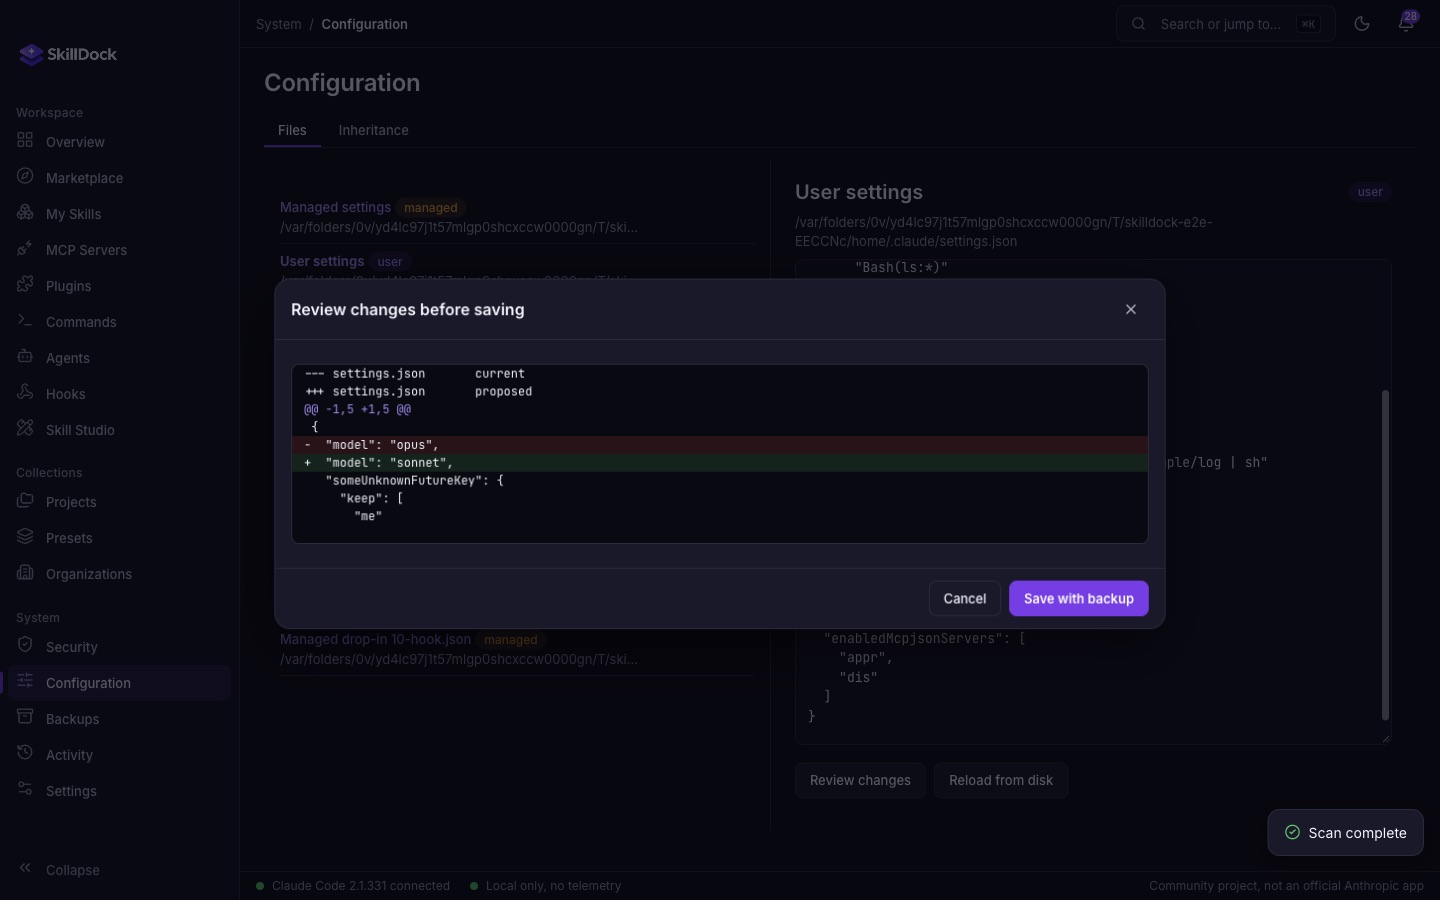 SkillDock
System / Configuration
Search or jump to...
⌘K
28
Workspace
Overview
Marketplace
My Skills
MCP Servers
Plugins
Commands
Agents
Hooks
Skill Studio
Collections
Projects
Presets
Organizations
System
Security
Configuration
Backups
Activity
Settings
Collapse
Configuration
Files
Inheritance
Managed settings managed
/var/folders/0v/yd4lc97j1t57mlgp0shcxccw0000gn/T/ski...
User settings user
Managed drop-in 10-hook.json managed
/var/folders/0v/yd4lc97j1t57mlgp0shcxccw0000gn/T/ski...
User settings
user
/var/folders/0v/yd4lc97j1t57mlgp0shcxccw0000gn/T/skilldock-e2e-
EECCNc/home/.claude/settings.json
"Bash(ls:*)"
ple/log | sh"
"enabledMcpjsonServers": [
"appr",
"dis"
]
}
Review changes
Reload from disk
Review changes before saving
--- settings.json current
+++ settings.json proposed
@@ -1,5 +1,5 @@
{
- "model": "opus",
+ "model": "sonnet",
"someUnknownFutureKey": {
"keep": [
"me"
Cancel
Save with backup
Scan complete
Claude Code 2.1.331 connected
Local only, no telemetry
Community project, not an official Anthropic app